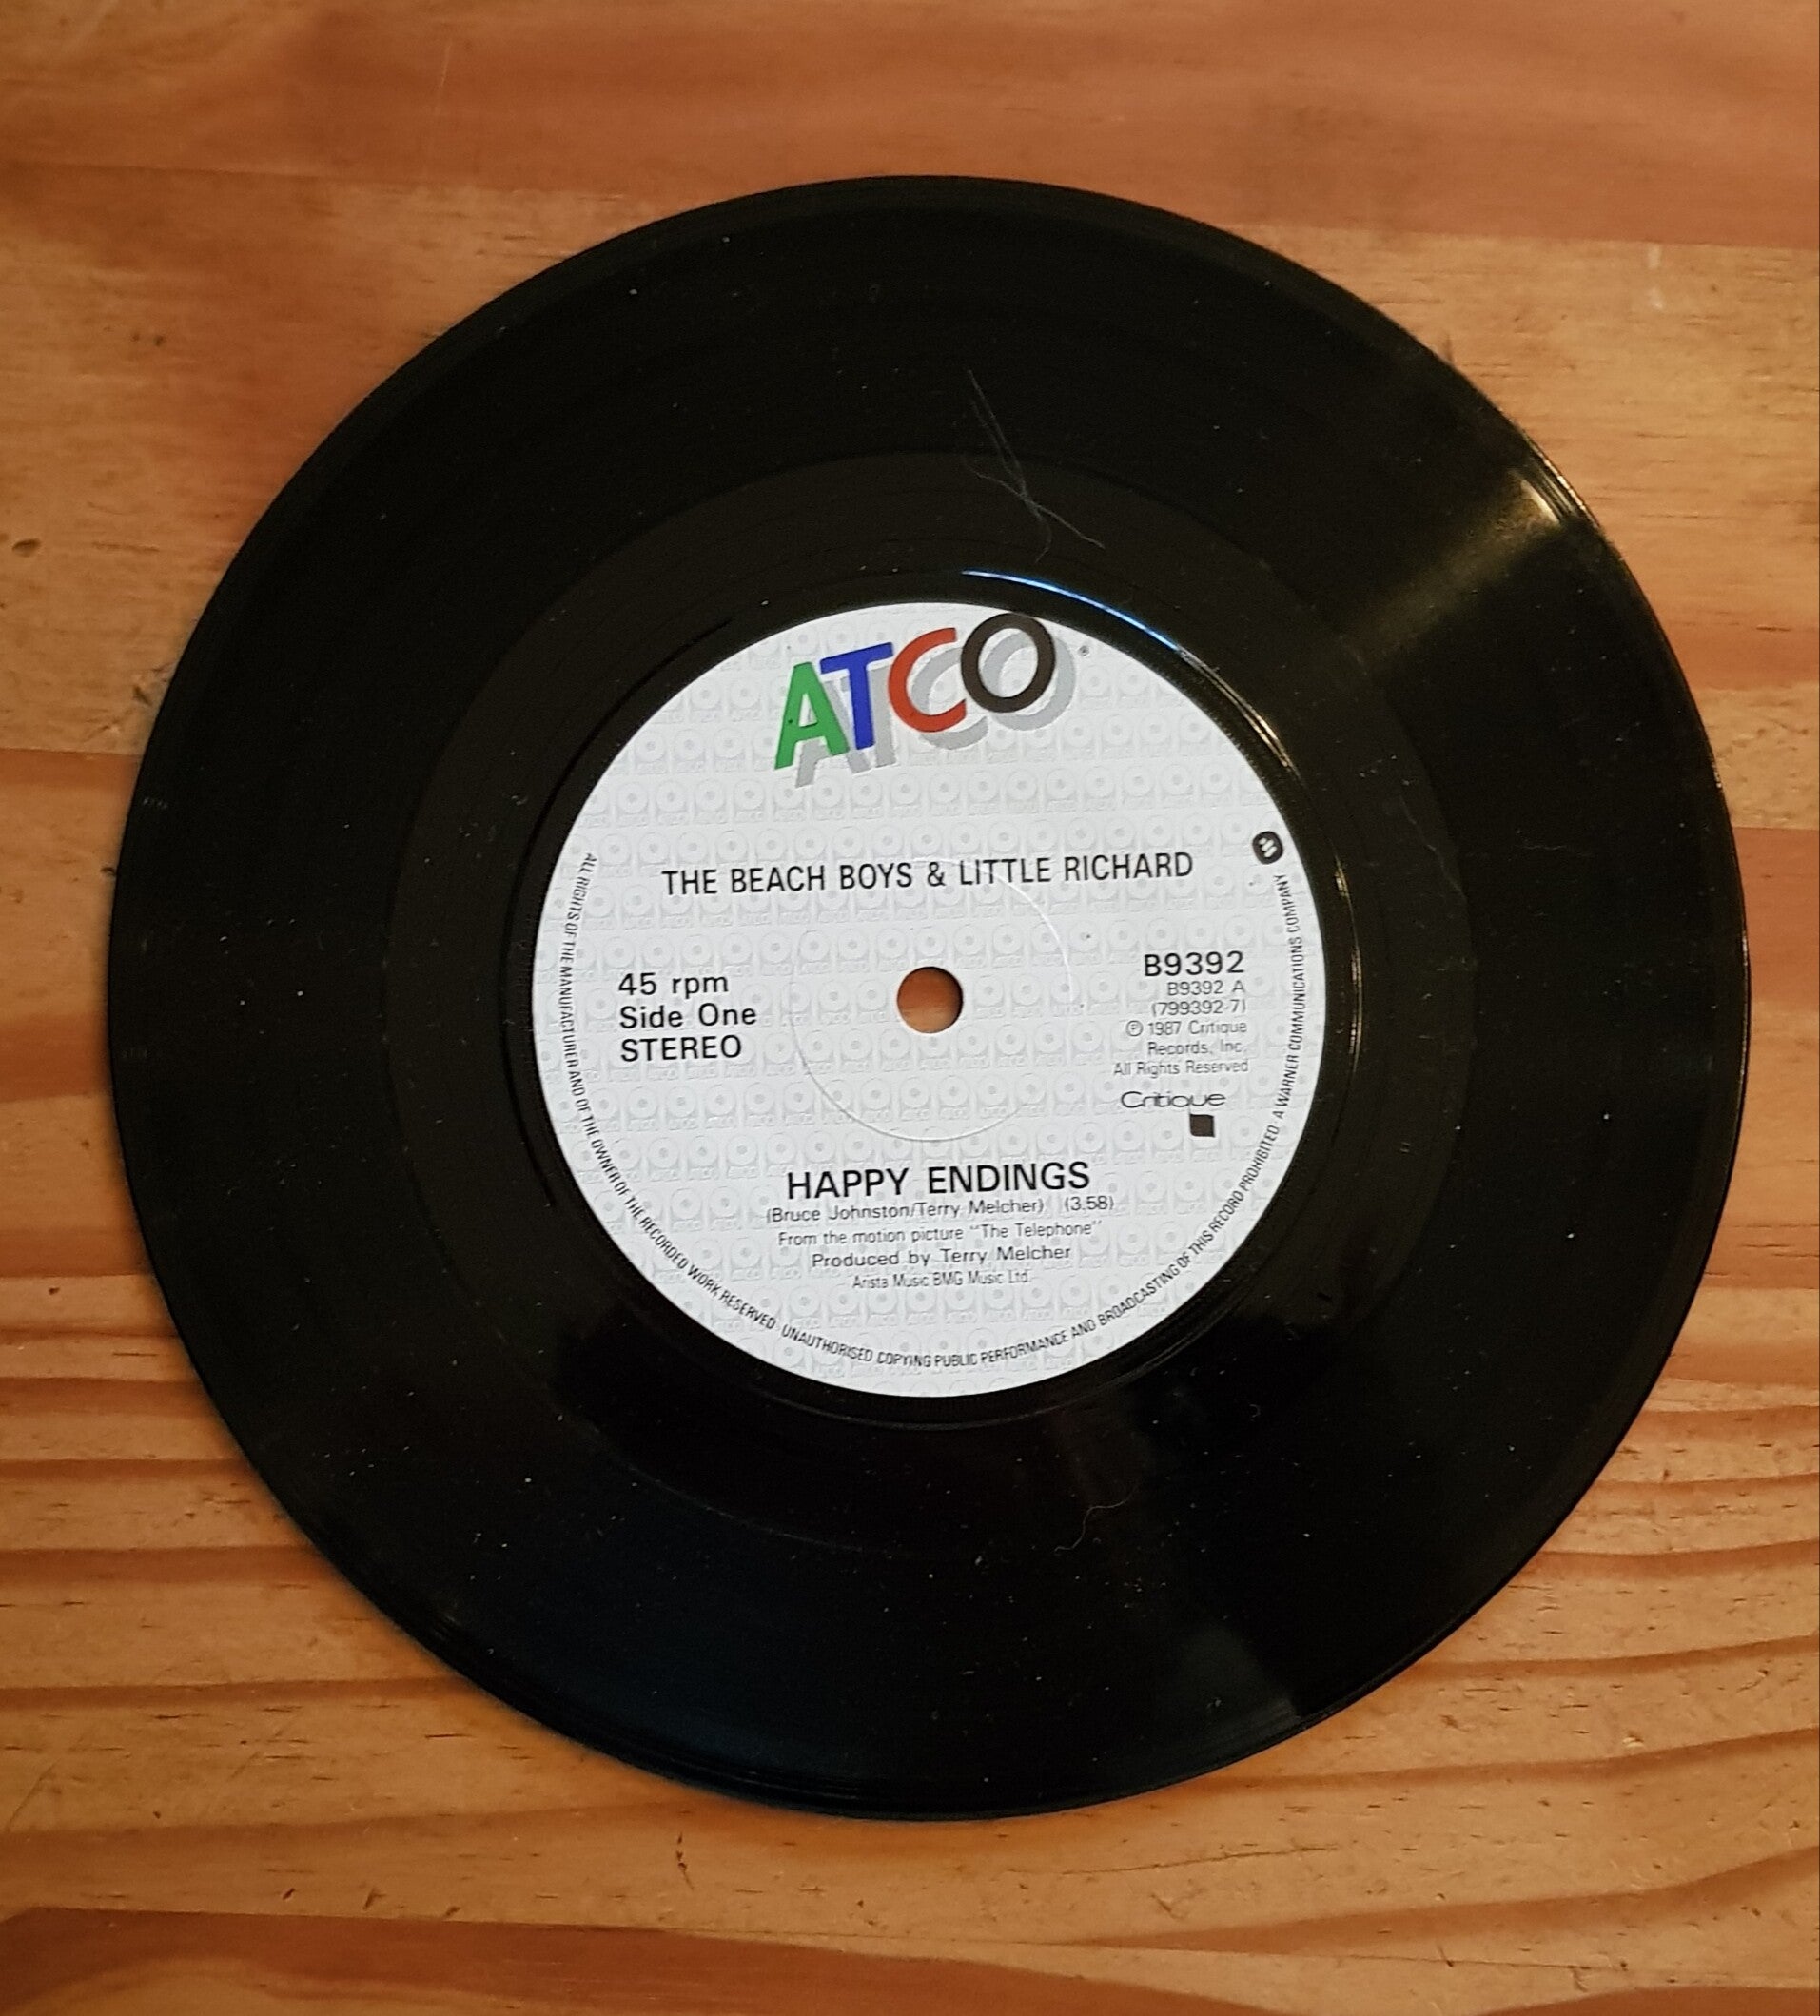 ATCO
®
THE BEACH BOYS & LITTLE RICHARD
45 rpm
Side One
STEREO
B9392
B9392 A
(799392-7)
℗ 1987 Critique
Records, Inc.
All Rights Reserved
Critique
HAPPY ENDINGS
(Bruce Johnston/Terry Melcher) (3.58)
From the motion picture "The Telephone"
Produced by Terry Melcher
Arista Music BMG Music Ltd.
ALL RIGHTS OF THE MANUFACTURER AND OF THE OWNER OF THE RECORDED WORK RESERVED. UNAUTHORISED COPYING PUBLIC PERFORMANCE AND BROADCASTING OF THIS RECORD PROHIBITED · A WARNER COMMUNICATIONS COMPANY